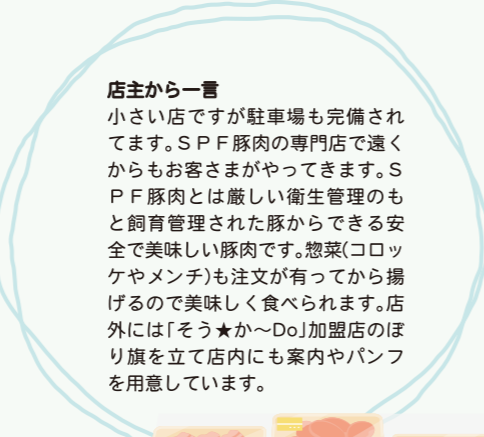 店主から一言
小さい店ですが駐車場も完備され
てます。ＳＰＦ豚肉の専門店で遠く
からもお客さまがやってきます。Ｓ
ＰＦ豚肉とは厳しい衛生管理のも
と飼育管理された豚からできる安
全で美味しい豚肉です。惣菜(コロッ
ケやメンチ)も注文が有ってから揚
げるので美味しく食べられます。店
外には「そう★か〜Do」加盟店のぼ
り旗を立て店内にも案内やパンフ
を用意しています。